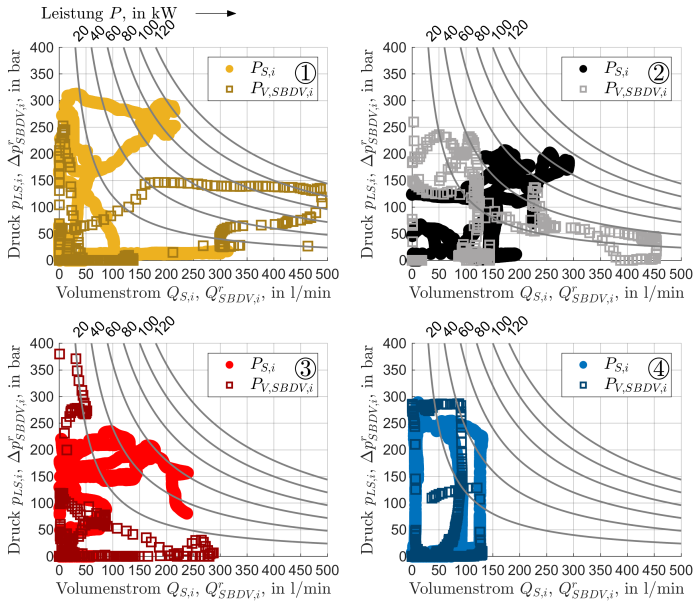 Leistung P, in kW
20 40 60 80 100 120
20 40 60 80 100 120
400
350
300
250
200
150
100
50
0
0 50 100 150 200 250 300 350 400 450 500
Druck p_{LS,i}, Δp^r_{SBDV,i}, in bar
Volumenstrom Q_{S,i}, Q^r_{SBDV,i}, in l/min
P_{S,i}
P_{V,SBDV,i}
①
400
350
300
250
200
150
100
50
0
0 50 100 150 200 250 300 350 400 450 500
Druck p_{LS,i}, Δp^r_{SBDV,i}, in bar
Volumenstrom Q_{S,i}, Q^r_{SBDV,i}, in l/min
P_{S,i}
P_{V,SBDV,i}
②
20 40 60 80 100 120
20 40 60 80 100 120
400
350
300
250
200
150
100
50
0
0 50 100 150 200 250 300 350 400 450 500
Druck p_{LS,i}, Δp^r_{SBDV,i}, in bar
Volumenstrom Q_{S,i}, Q^r_{SBDV,i}, in l/min
P_{S,i}
P_{V,SBDV,i}
③
400
350
300
250
200
150
100
50
0
0 50 100 150 200 250 300 350 400 450 500
Druck p_{LS,i}, Δp^r_{SBDV,i}, in bar
Volumenstrom Q_{S,i}, Q^r_{SBDV,i}, in l/min
P_{S,i}
P_{V,SBDV,i}
④